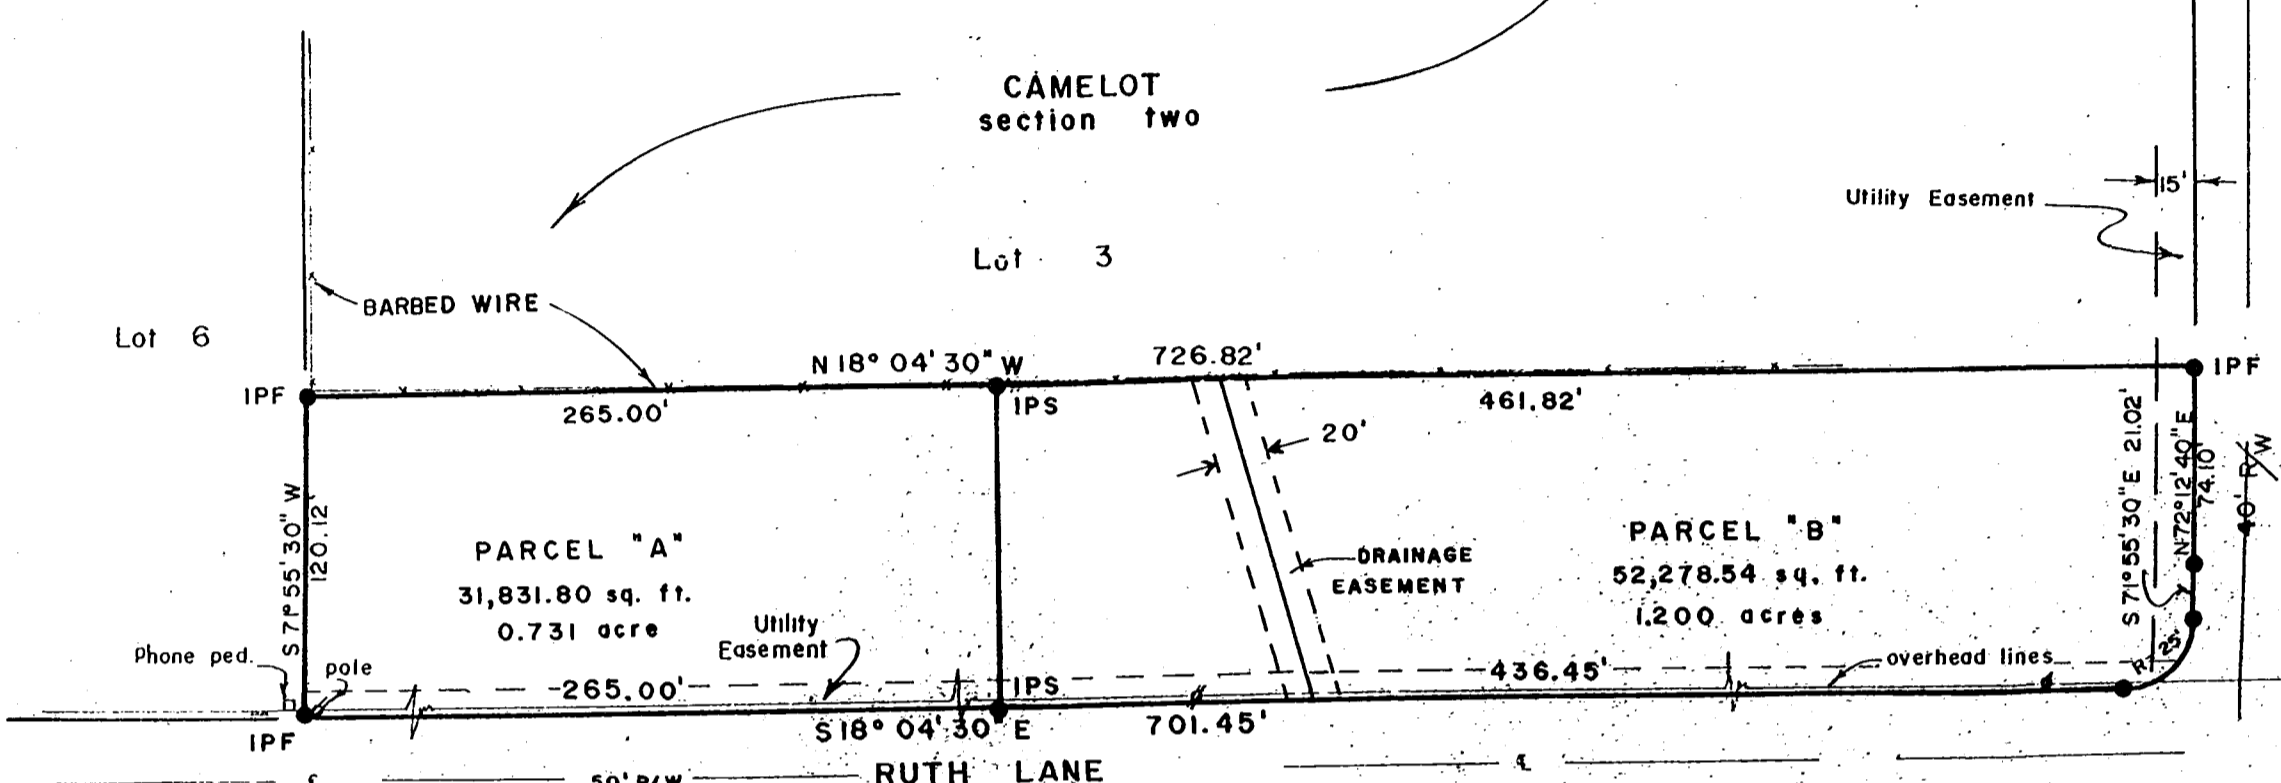 CAMELOT
section two
15'
Utility Easement
Lot 3
BARBED WIRE
Lot 6
N 18° 04' 30" W
726.82'
IPF
IPF
265.00'
IPS
461.82'
20'
S 71° 55' 30" W
120.12'
S 71° 55' 30" E 21.02'
N 72° 12' 40" E
74.10'
40' R/W
PARCEL "A"
31,831.80 sq. ft.
0.731 acre
DRAINAGE
EASEMENT
PARCEL "B"
52,278.54 sq. ft.
1.200 acres
Utility
Easement
Phone ped.
pole
R=25'
overhead lines
265.00'
IPS
436.45'
IPF
S 18° 04' 30" E
701.45'
50' R/W
RUTH LANE